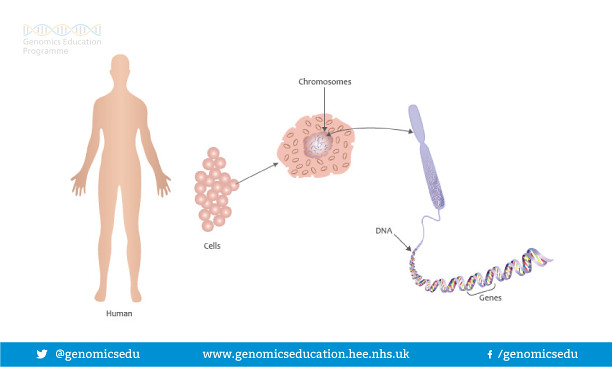 Genomics Education
Programme
Chromosomes
Cells
DNA
Genes
Human
@genomicsedu
www.genomicseducation.hee.nhs.uk
/genomicsedu